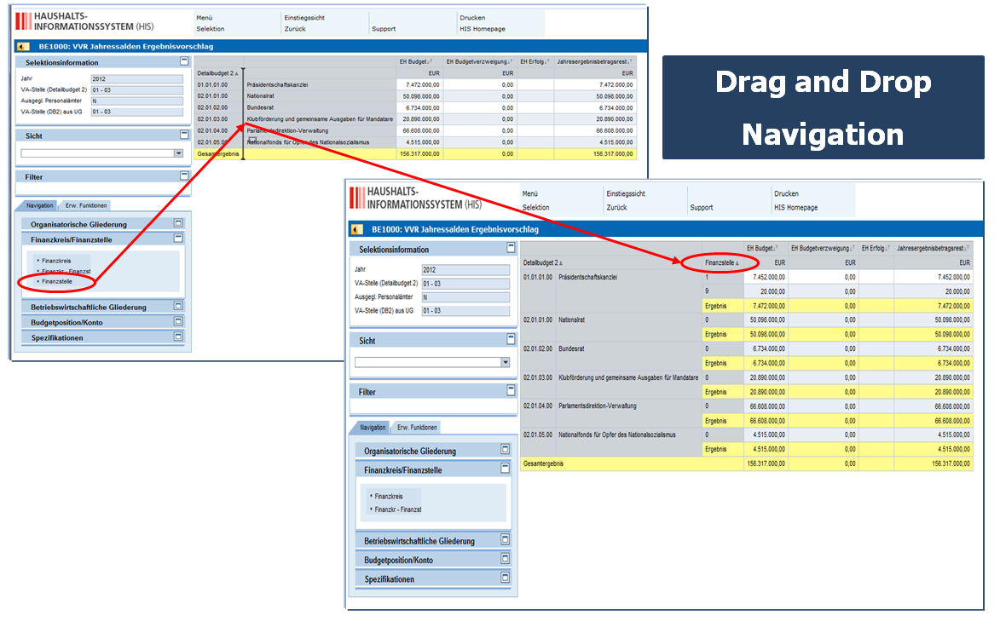 HAUSHALTS-
INFORMATIONSSYSTEM (HIS)
Menü Einstiegssicht Drucken
Selektion Zurück Support HIS Homepage
BE1000: VVR Jahressalden Ergebnisvorschlag
Selektionsinformation
Jahr 2012
VA-Stelle (Detailbudget 2) 01 - 03
Ausgegl. Personalämter N
VA-Stelle (DB2) aus UG 01 - 03
Sicht
Filter
Navigation Erw. Funktionen
Organisatorische Gliederung
Finanzkreis/Finanzstelle
• Finanzkreis
• Finanzkr - Finanzst
• Finanzstelle
Betriebswirtschaftliche Gliederung
Budgetposition/Konto
Spezifikationen
EH Budget EH Budgetverzweigung EH Erfolg Jahresergebnisbetragsrest
Detailbudget 2 EUR EUR EUR
01.01.01.00 Präsidentschaftskanzlei 7.472.000,00 0,00 7.472.000,00
02.01.01.00 Nationalrat 50.098.000,00 0,00 50.098.000,00
02.01.02.00 Bundesrat 6.734.000,00 0,00 6.734.000,00
02.01.03.00 Klubförderung und gemeinsame Ausgaben für Mandatare 20.890.000,00 0,00 20.890.000,00
02.01.04.00 Parlamentsdirektion-Verwaltung 66.608.000,00 0,00 66.608.000,00
02.01.05.00 Nationalfonds für Opfer des Nationalsozialismus 4.515.000,00 0,00 4.515.000,00
Gesamtergebnis 156.317.000,00 0,00 156.317.000,00
Drag and Drop
Navigation
HAUSHALTS-
INFORMATIONSSYSTEM (HIS)
Menü Einstiegssicht Drucken
Selektion Zurück Support HIS Homepage
BE1000: VVR Jahressalden Ergebnisvorschlag
Selektionsinformation
Jahr 2012
VA-Stelle (Detailbudget 2) 01 - 03
Ausgegl. Personalämter N
VA-Stelle (DB2) aus UG 01 - 03
Sicht
Filter
Navigation Erw. Funktionen
Organisatorische Gliederung
Finanzkreis/Finanzstelle
• Finanzkreis
• Finanzkr - Finanzst
Betriebswirtschaftliche Gliederung
Budgetposition/Konto
Spezifikationen
EH Budget EH Budgetverzweigung EH Erfolg Jahresergebnisbetragsrest
Detailbudget 2 Finanzstelle EUR EUR EUR
01.01.01.00 Präsidentschaftskanzlei 1 7.452.000,00 0,00 7.452.000,00
9 20.000,00 0,00 20.000,00
Ergebnis 7.472.000,00 0,00 7.472.000,00
02.01.01.00 Nationalrat 0 50.098.000,00 0,00 50.098.000,00
Ergebnis 50.098.000,00 0,00 50.098.000,00
02.01.02.00 Bundesrat 0 6.734.000,00 0,00 6.734.000,00
Ergebnis 6.734.000,00 0,00 6.734.000,00
02.01.03.00 Klubförderung und gemeinsame Ausgaben für Mandatare 0 20.890.000,00 0,00 20.890.000,00
Ergebnis 20.890.000,00 0,00 20.890.000,00
02.01.04.00 Parlamentsdirektion-Verwaltung 0 66.608.000,00 0,00 66.608.000,00
Ergebnis 66.608.000,00 0,00 66.608.000,00
02.01.05.00 Nationalfonds für Opfer des Nationalsozialismus 0 4.515.000,00 0,00 4.515.000,00
Ergebnis 4.515.000,00 0,00 4.515.000,00
Gesamtergebnis 156.317.000,00 0,00 156.317.000,00